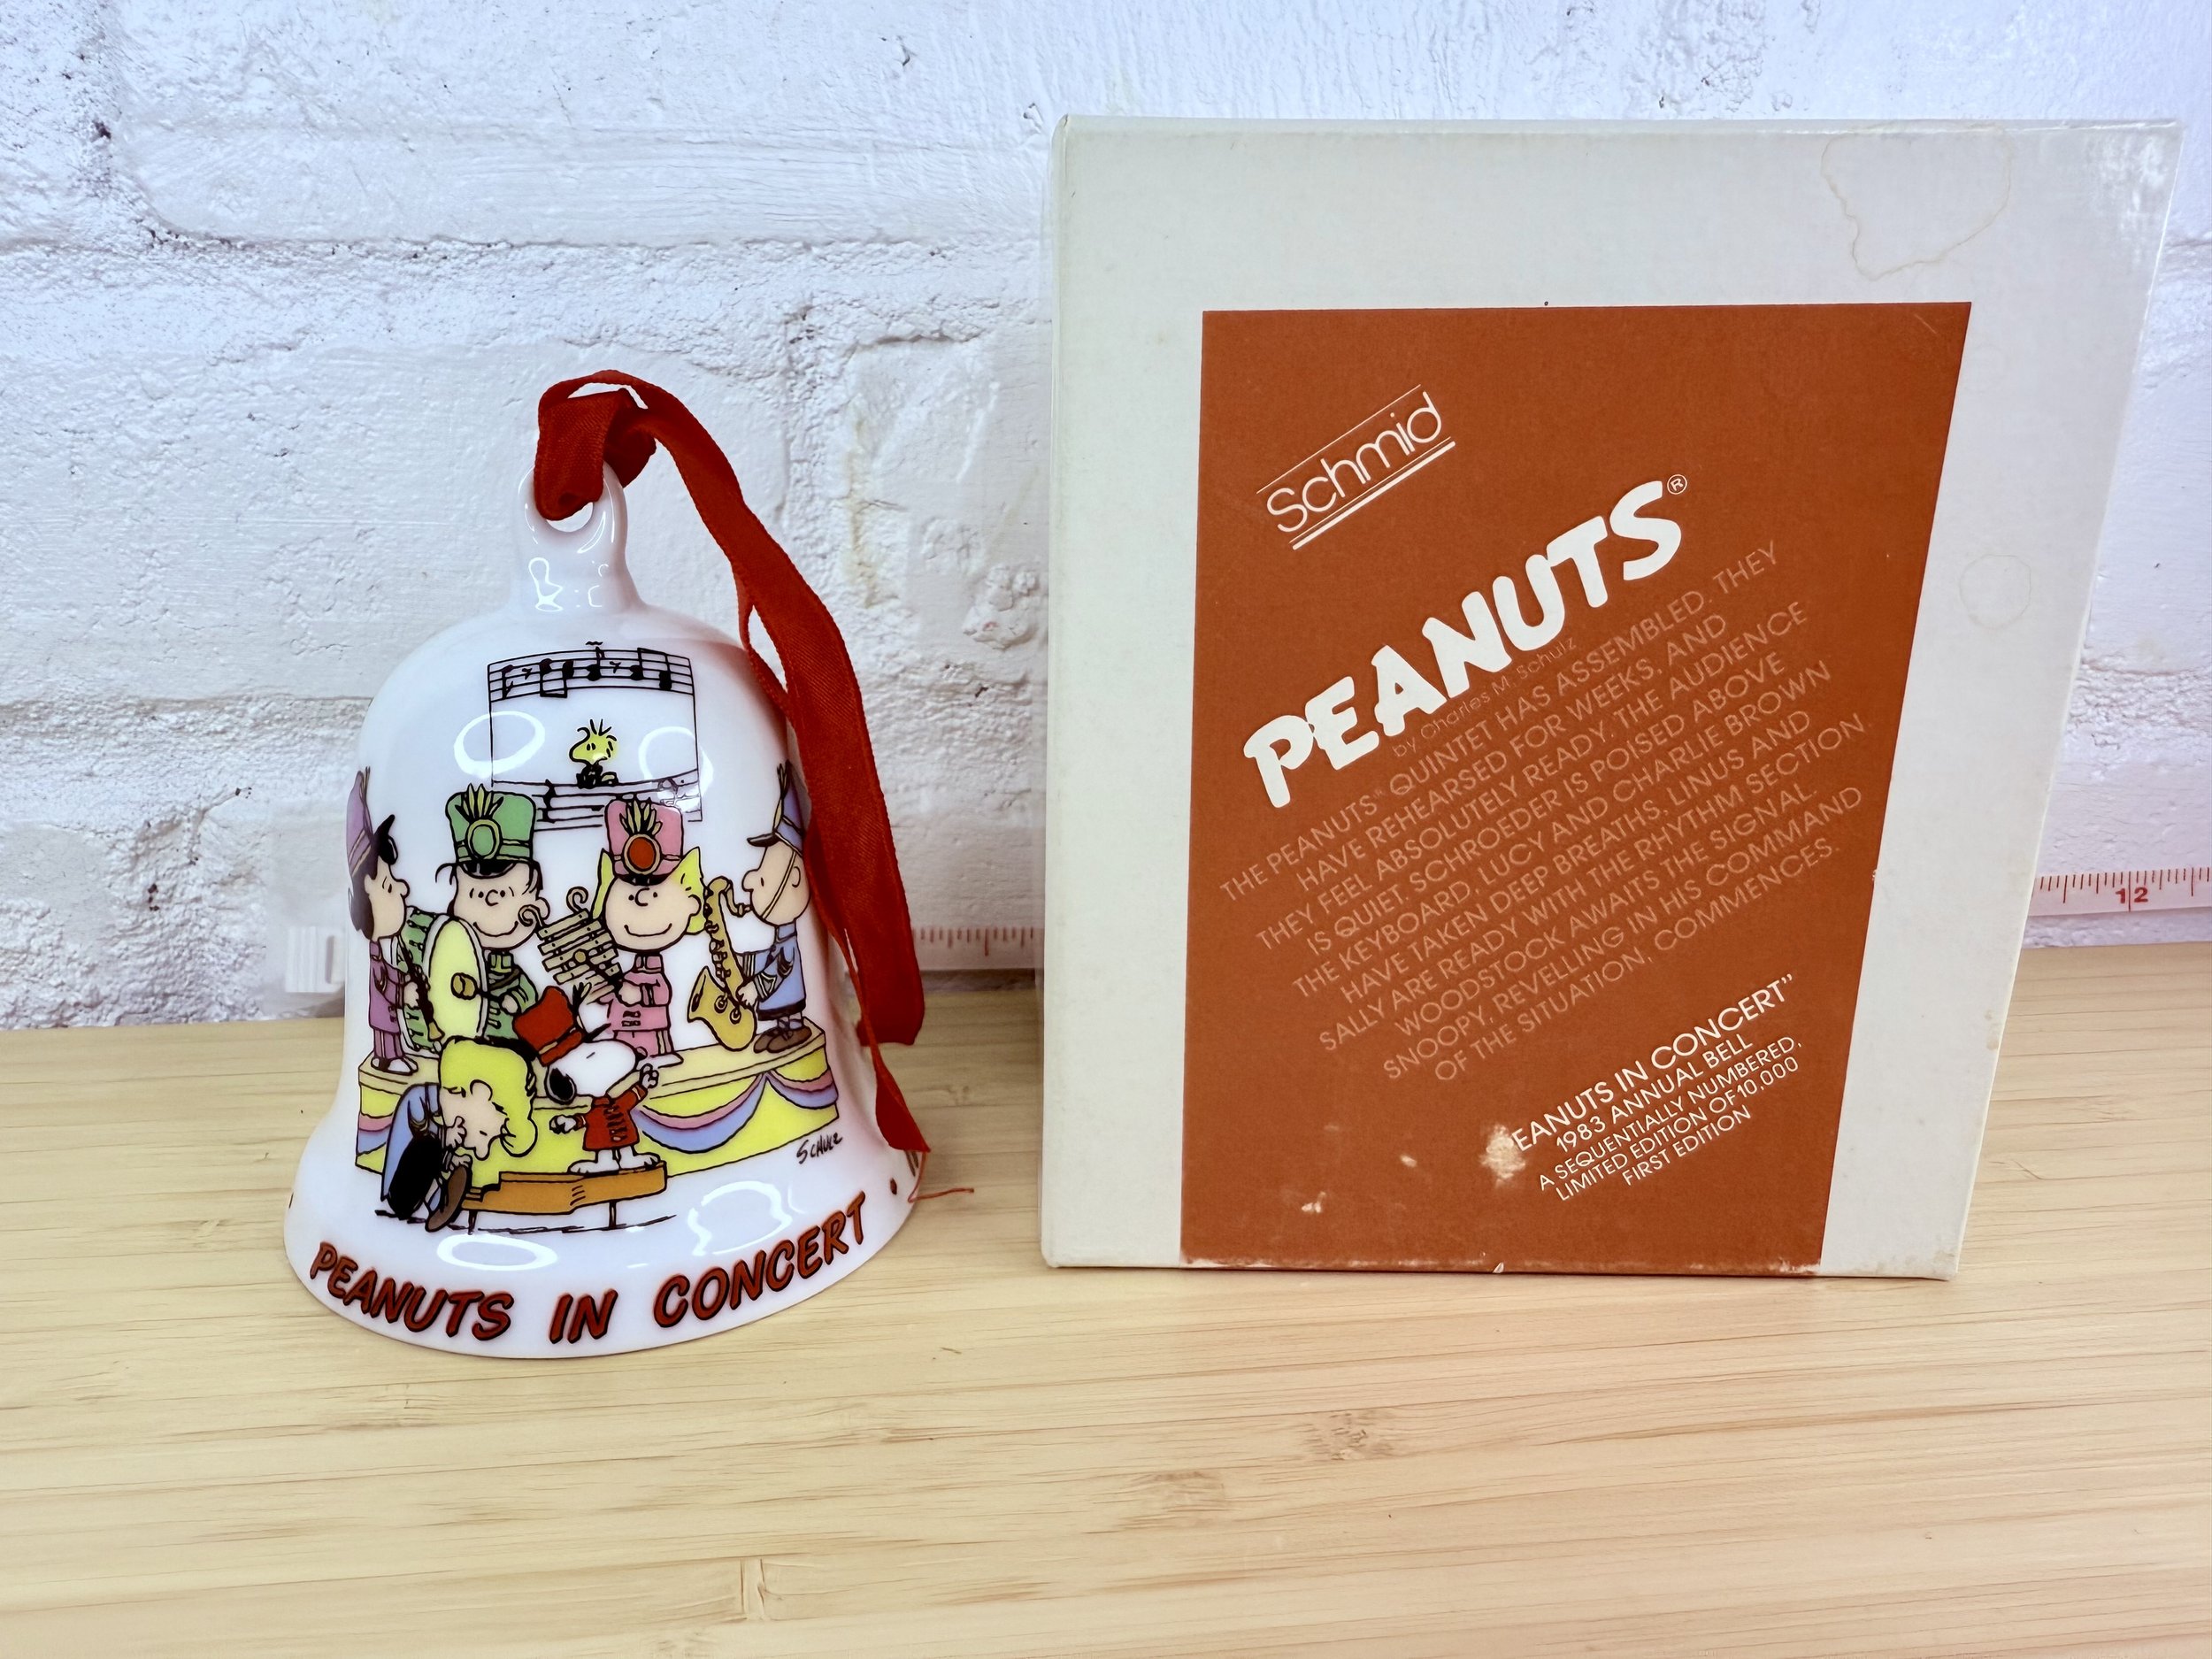 PEANUTS IN CONCERT
SCHULZ
Schmid
PEANUTS®
by Charles M. Schulz
THE PEANUTS® QUINTET HAS ASSEMBLED. THEY
HAVE REHEARSED FOR WEEKS, AND
THEY FEEL ABSOLUTELY READY. THE AUDIENCE
IS QUIET. SCHROEDER IS POISED ABOVE
THE KEYBOARD, LUCY AND CHARLIE BROWN
HAVE TAKEN DEEP BREATHS, LINUS AND
SALLY ARE READY WITH THE RHYTHM SECTION.
WOODSTOCK AWAITS THE SIGNAL.
SNOOPY, REVELLING IN HIS COMMAND
OF THE SITUATION, COMMENCES.
EANUTS IN CONCERT”
1983 ANNUAL BELL
A SEQUENTIALLY NUMBERED,
LIMITED EDITION OF 10,000
FIRST EDITION
12